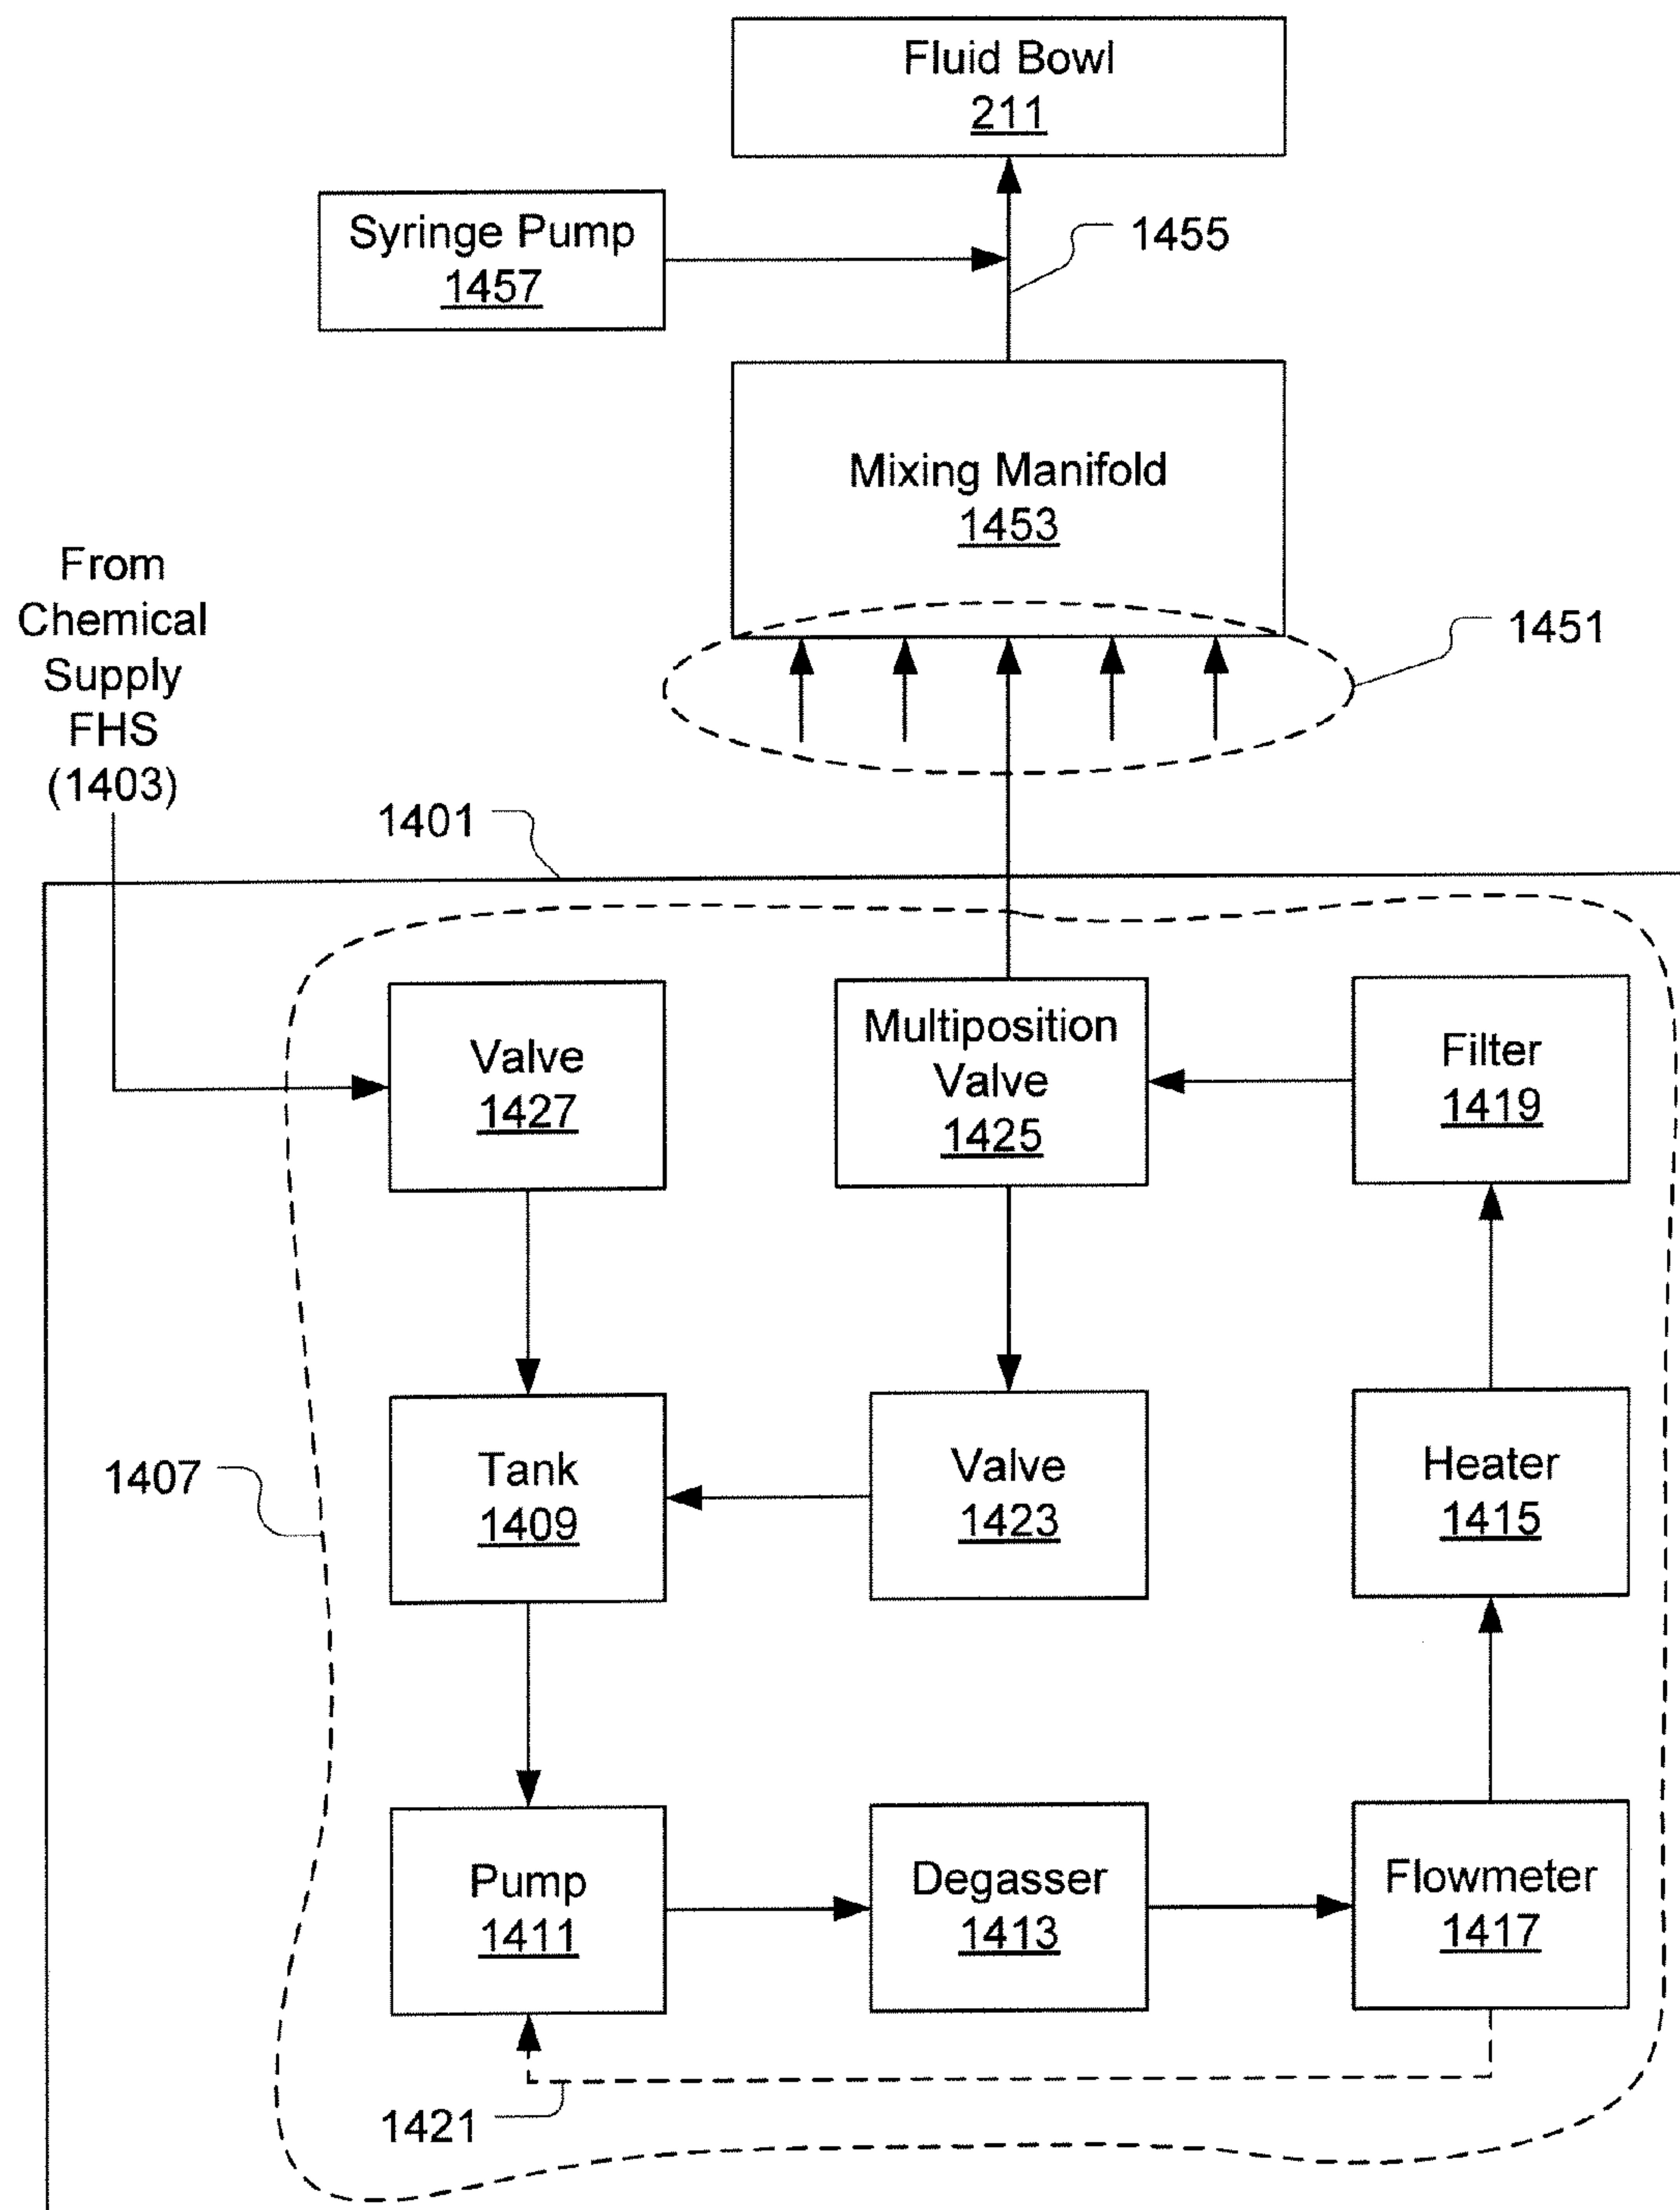 Fluid Bowl
211
Syringe Pump
1457
1455
Mixing Manifold
1453
From
Chemical
Supply
FHS
(1403)
1451
1401
Valve
1427
Multiposition
Valve
1425
Filter
1419
1407
Tank
1409
Valve
1423
Heater
1415
Pump
1411
Degasser
1413
Flowmeter
1417
1421